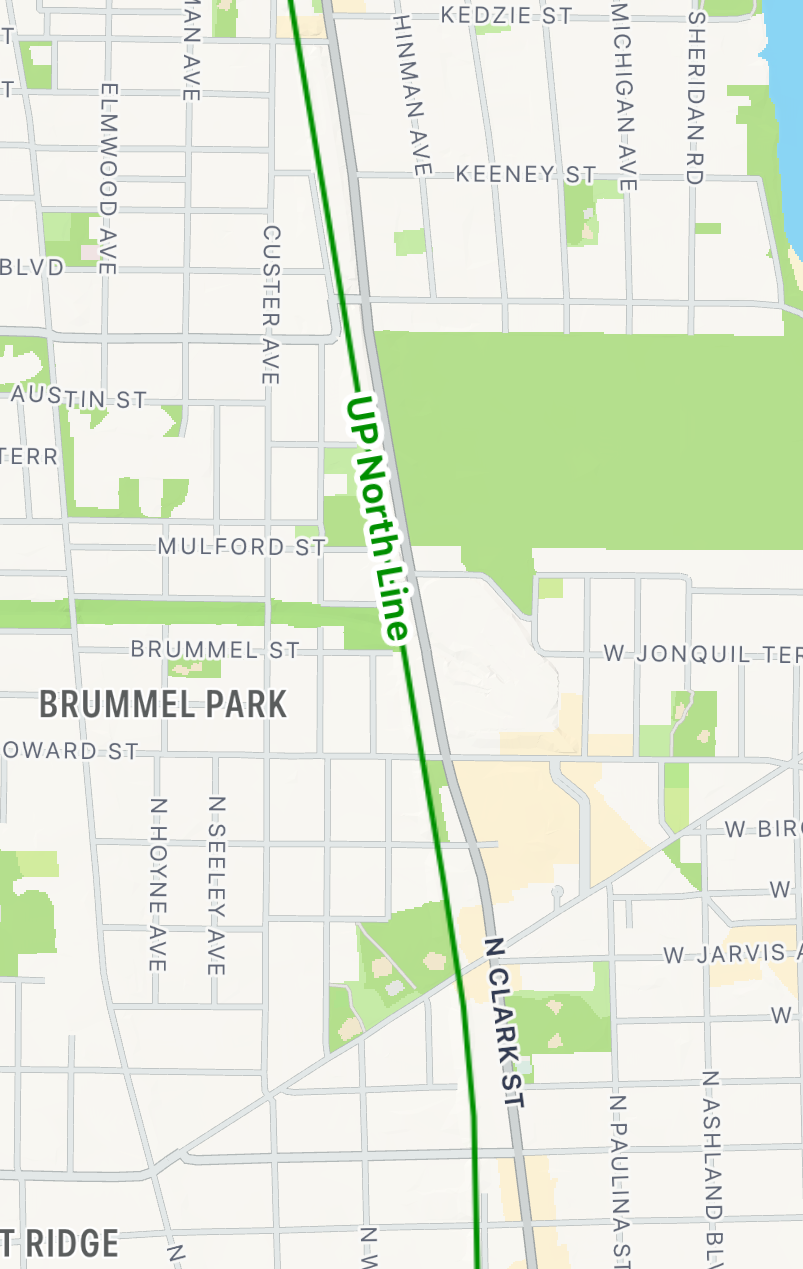 KEDZIE ST
MAN AVE
HINMAN AVE
MICHIGAN AVE
SHERIDAN RD
T
T
ELMWOOD AVE
KEENEY ST
CUSTER AVE
BLVD
AUSTIN ST
UP North Line
TERR
MULFORD ST
BRUMMEL ST
W JONQUIL TER
BRUMMEL PARK
OWARD ST
N HOYNE AVE
N SEELEY AVE
W BIRC
W
N CLARK ST
W JARVIS A
W
N PAULINA ST
N ASHLAND BLV
T RIDGE
N
N W